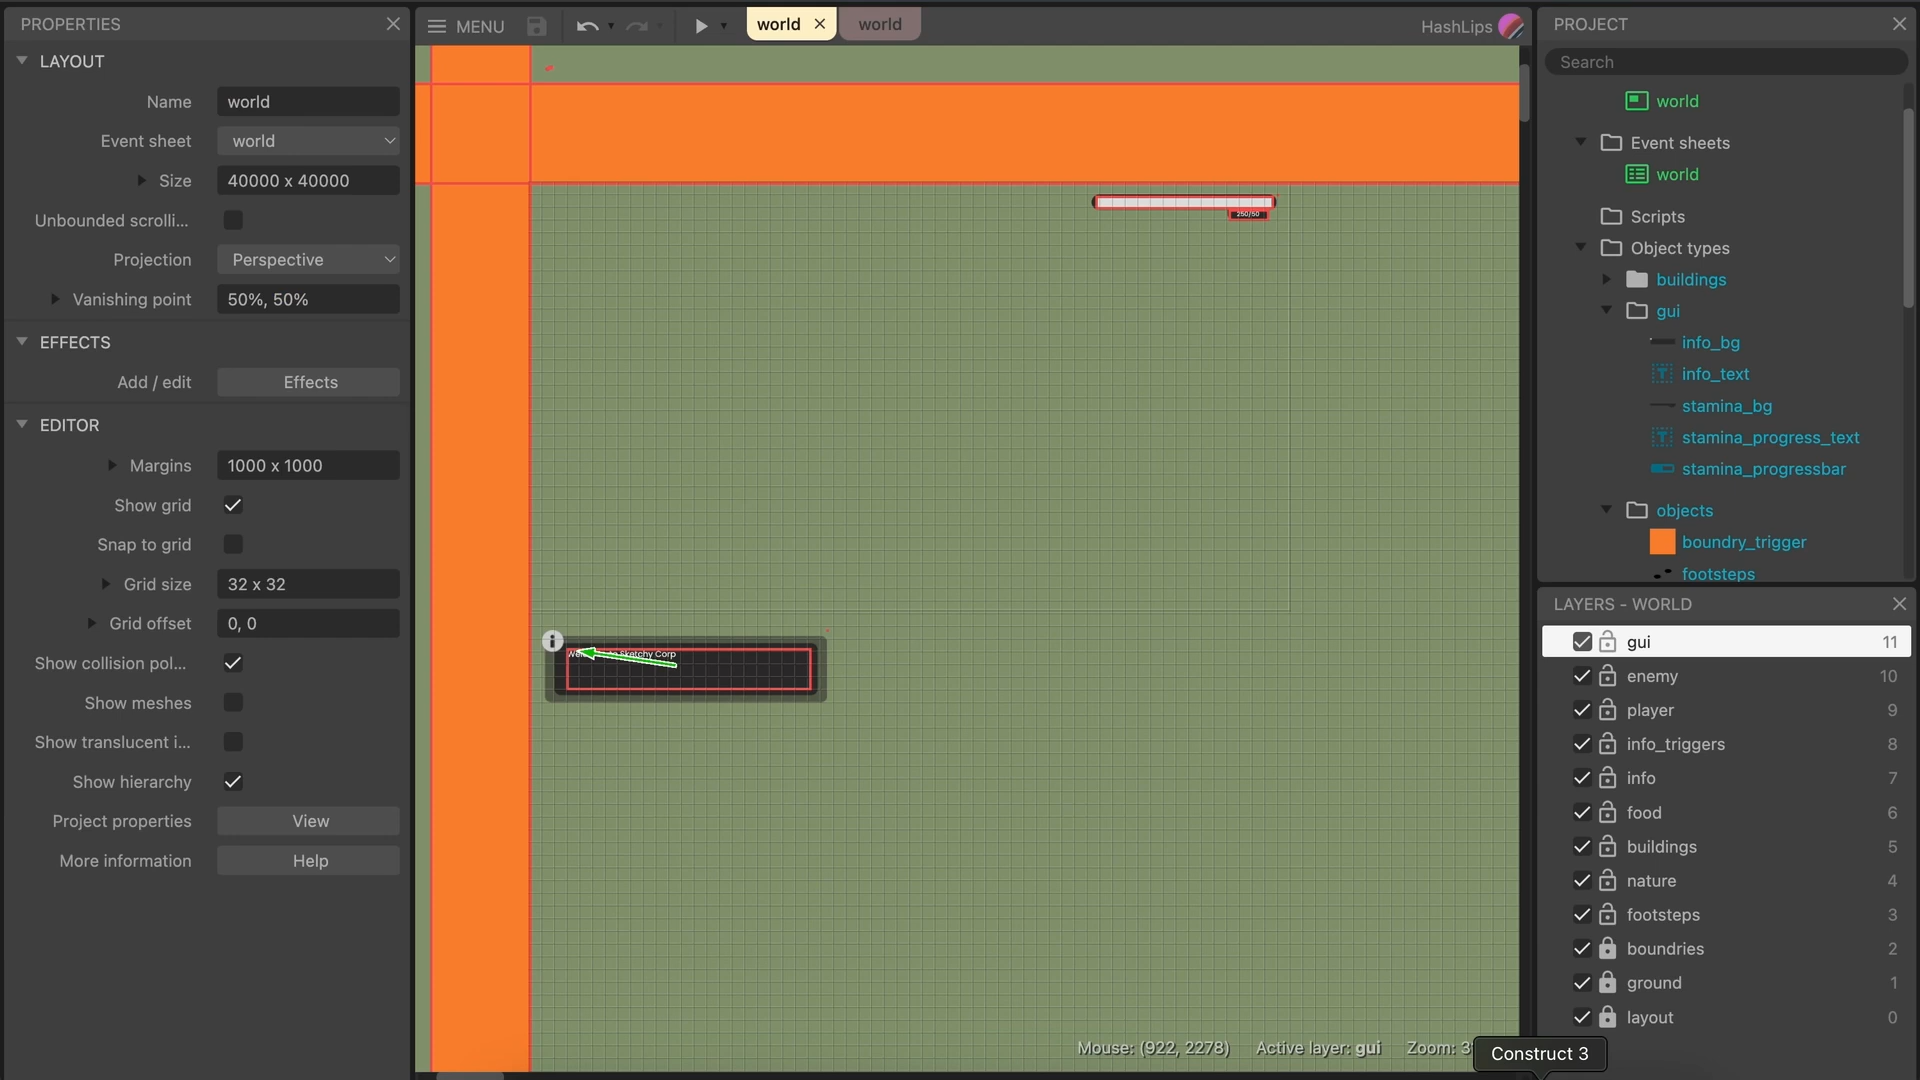 PROPERTIES
MENU
world
world
HashLips
PROJECT
LAYOUT
Name
world
Event sheet
world
Size
40000 x 40000
Unbounded scrolli...
Projection
Perspective
Vanishing point
50%, 50%
EFFECTS
Add / edit
Effects
EDITOR
Margins
1000 x 1000
Show grid
Snap to grid
Grid size
32 x 32
Grid offset
0, 0
Show collision pol...
Show meshes
Show translucent i...
Show hierarchy
Project properties
View
More information
Help
250/50
Sketchy Corp
Mouse: (922, 2278)
Active layer: gui
Zoom: 3
Construct 3
Search
world
Event sheets
world
Scripts
Object types
buildings
gui
info_bg
info_text
stamina_bg
stamina_progress_text
stamina_progressbar
objects
boundry_trigger
footsteps
LAYERS - WORLD
gui 11
enemy 10
player 9
info_triggers 8
info 7
food 6
buildings 5
nature 4
footsteps 3
boundries 2
ground 1
layout 0